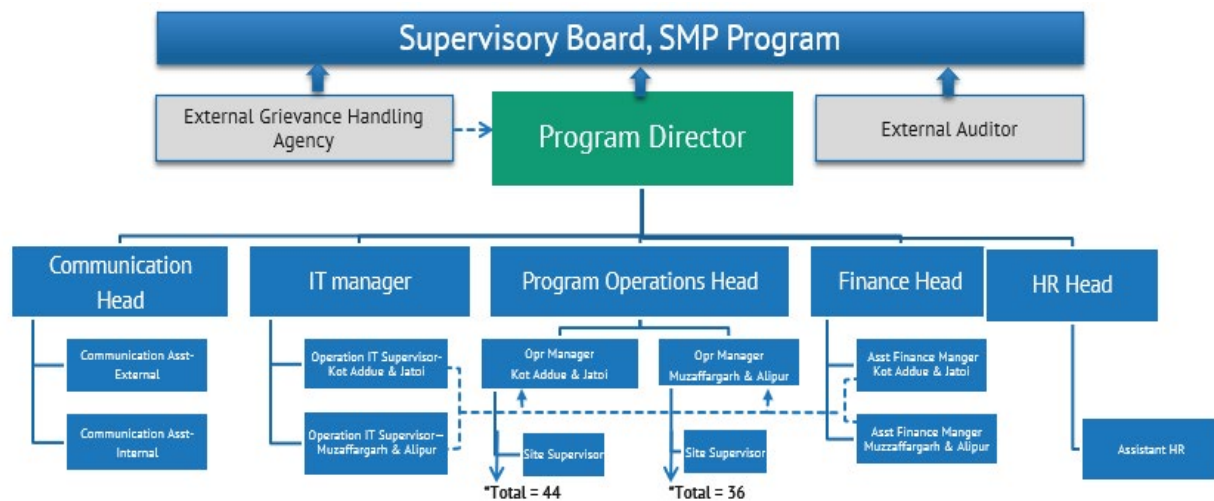 Supervisory Board, SMP Program
External Grievance Handling
Agency
Program Director
External Auditor
Communication
Head
IT manager
Program Operations Head
Finance Head
HR Head
Communication Asst-
External
Operation IT Supervisor-
Kot Addue & Jatoi
Opr Manager
Kot Addue & Jatoi
Opr Manager
Muzaffargarh & Alipur
Asst Finance Manger
Kot Addue & Jatoi
Communication Asst-
Internal
Operation IT Supervisor–
Muzaffargarh & Alipur
Site Supervisor
Site Supervisor
Asst Finance Manger
Muzzaffargarh & Alipur
Assistant HR
*Total = 44
*Total = 36